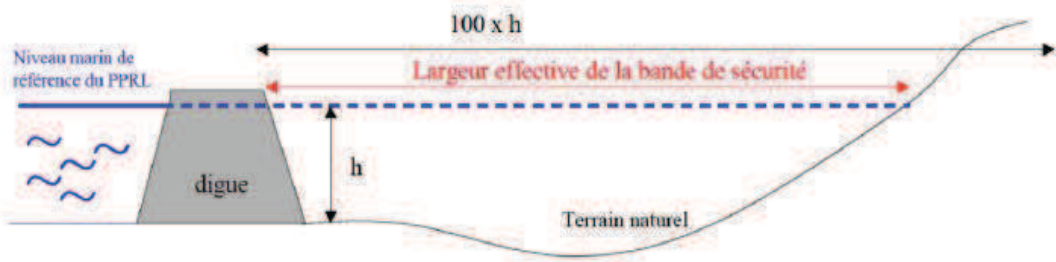 100 x h
Niveau marin de
référence du PPRL
Largeur effective de la bande de sécurité
h
digue
Terrain naturel